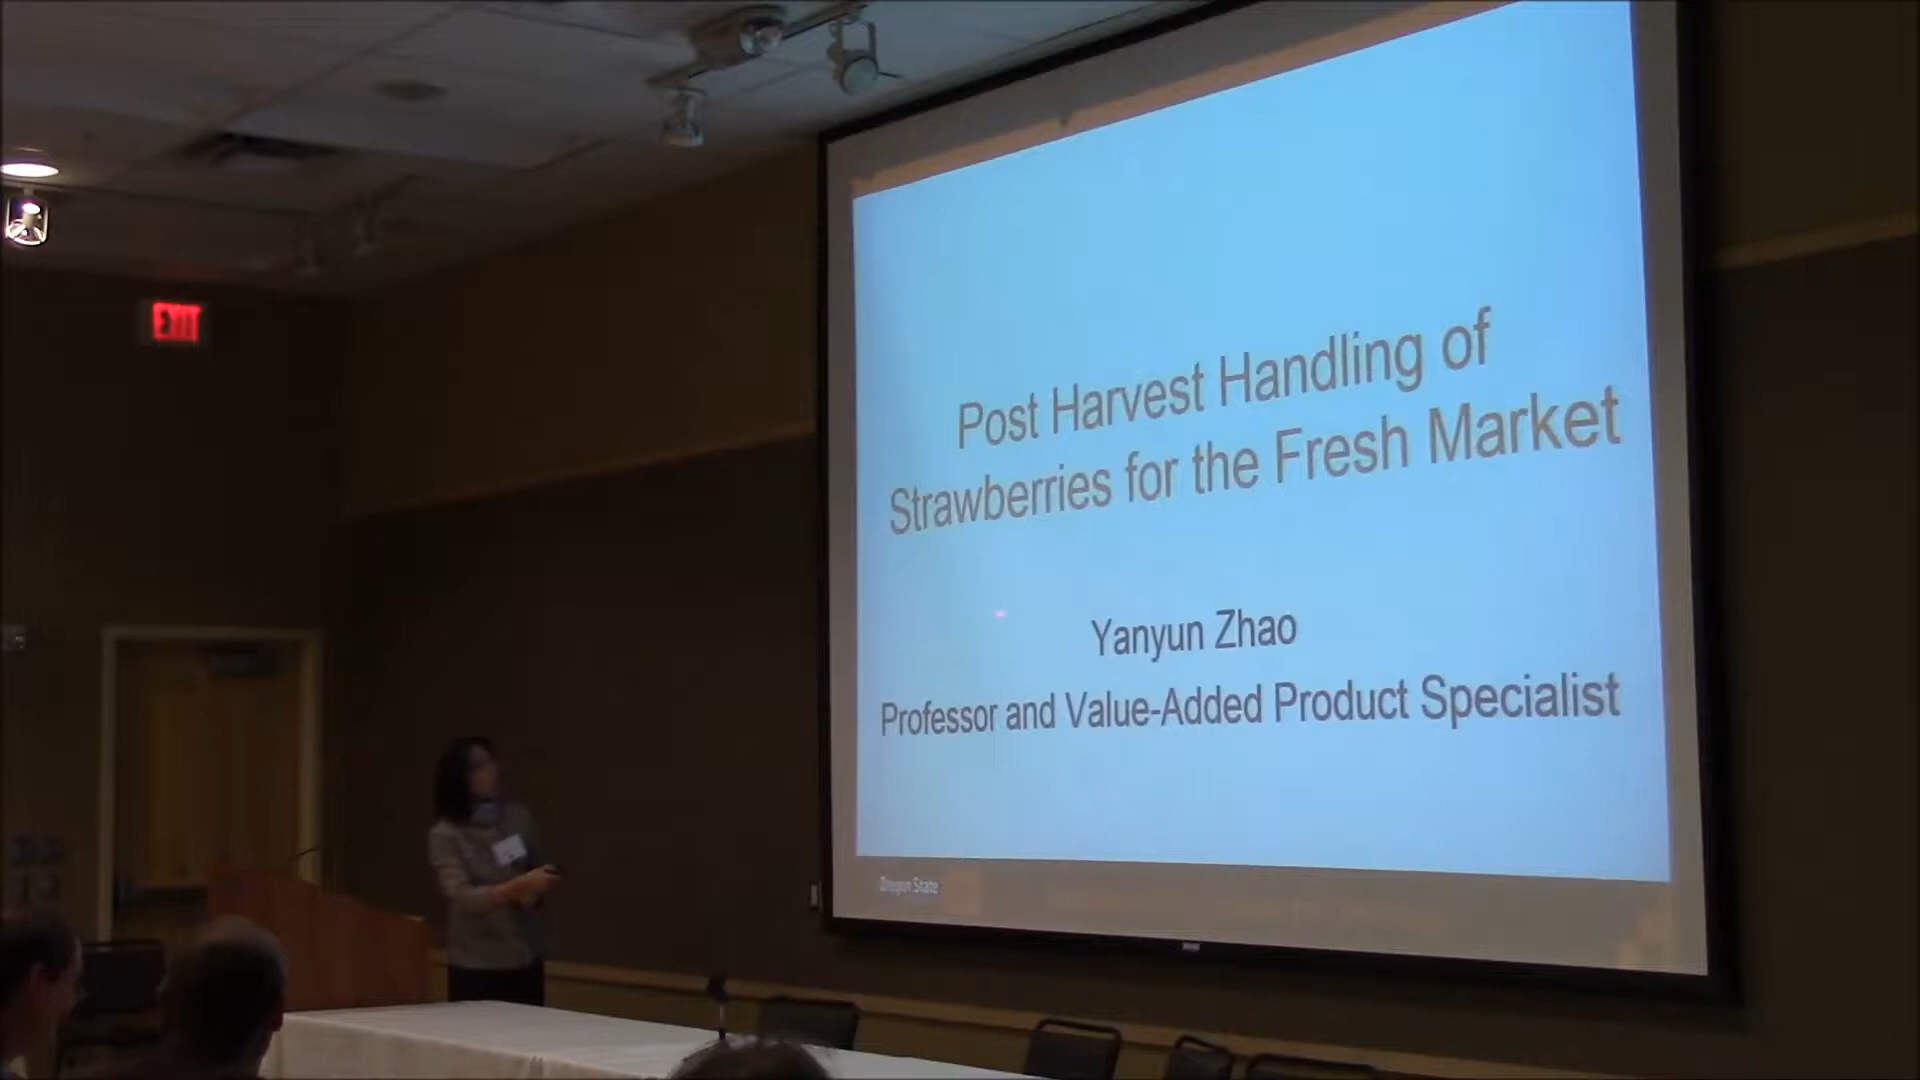 EXIT
Post Harvest Handling of
Strawberries for the Fresh Market
Yanyun Zhao
Professor and Value-Added Product Specialist
Oregon State